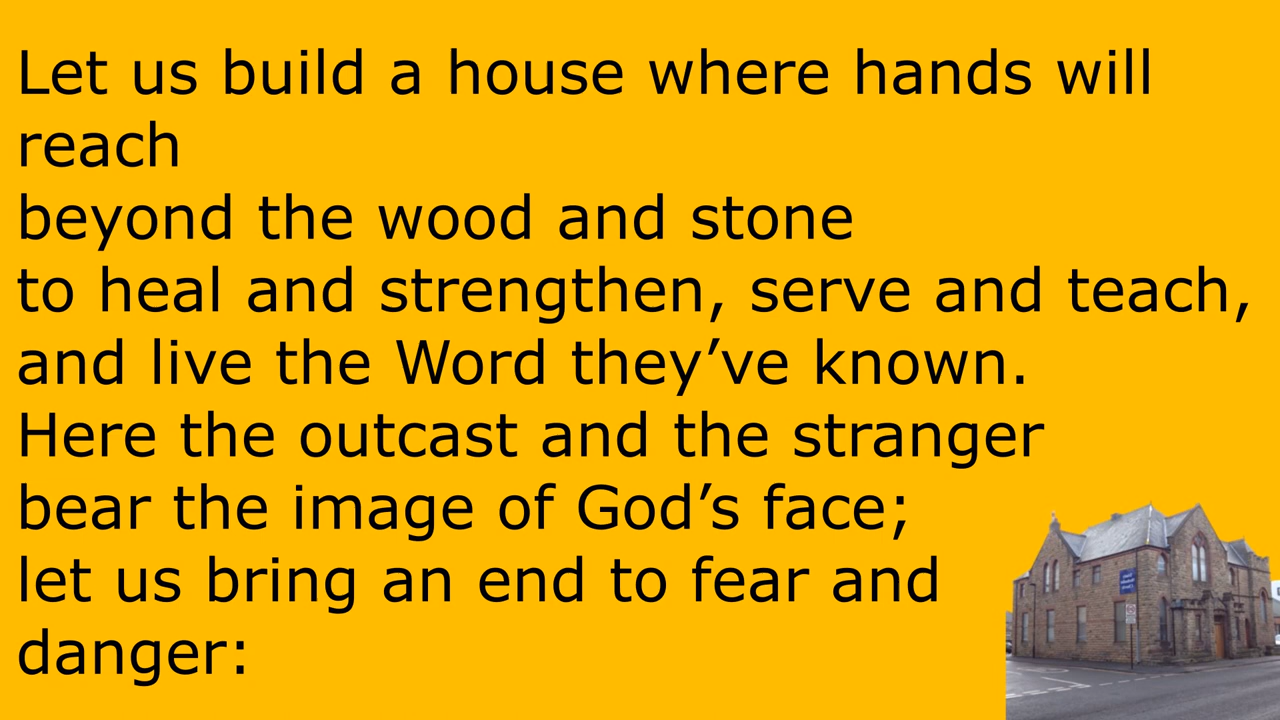 Let us build a house where hands will
reach
beyond the wood and stone
to heal and strengthen, serve and teach,
and live the Word they’ve known.
Here the outcast and the stranger
bear the image of God’s face;
let us bring an end to fear and
danger: